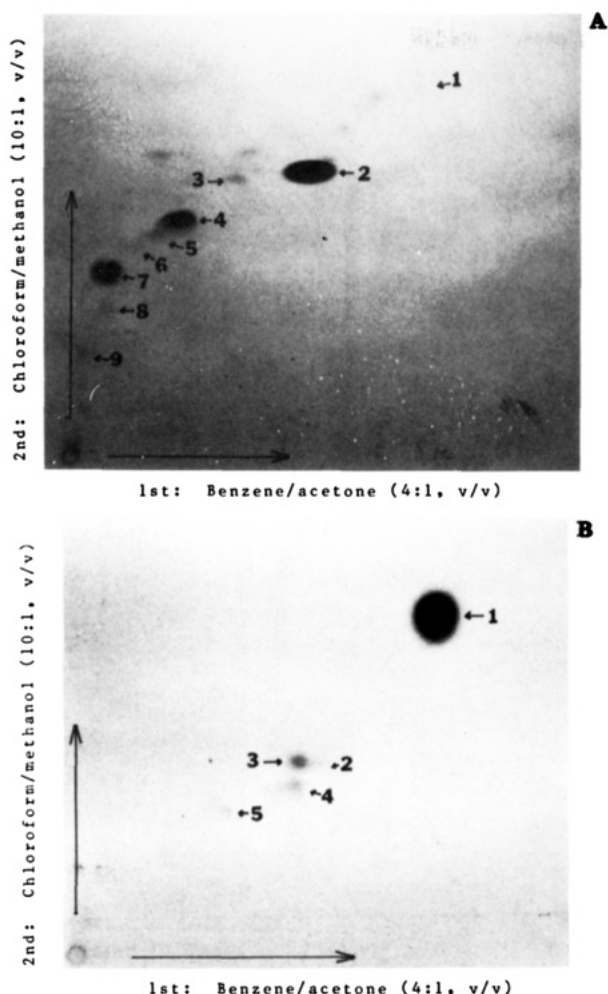 A
1
3
2
4
5
6
7
8
9
2nd: Chloroform/methanol (10:1, v/v)
1st: Benzene/acetone (4:1, v/v)
B
1
3
2
4
5
2nd: Chloroform/methanol (10:1, v/v)
1st: Benzene/acetone (4:1, v/v)